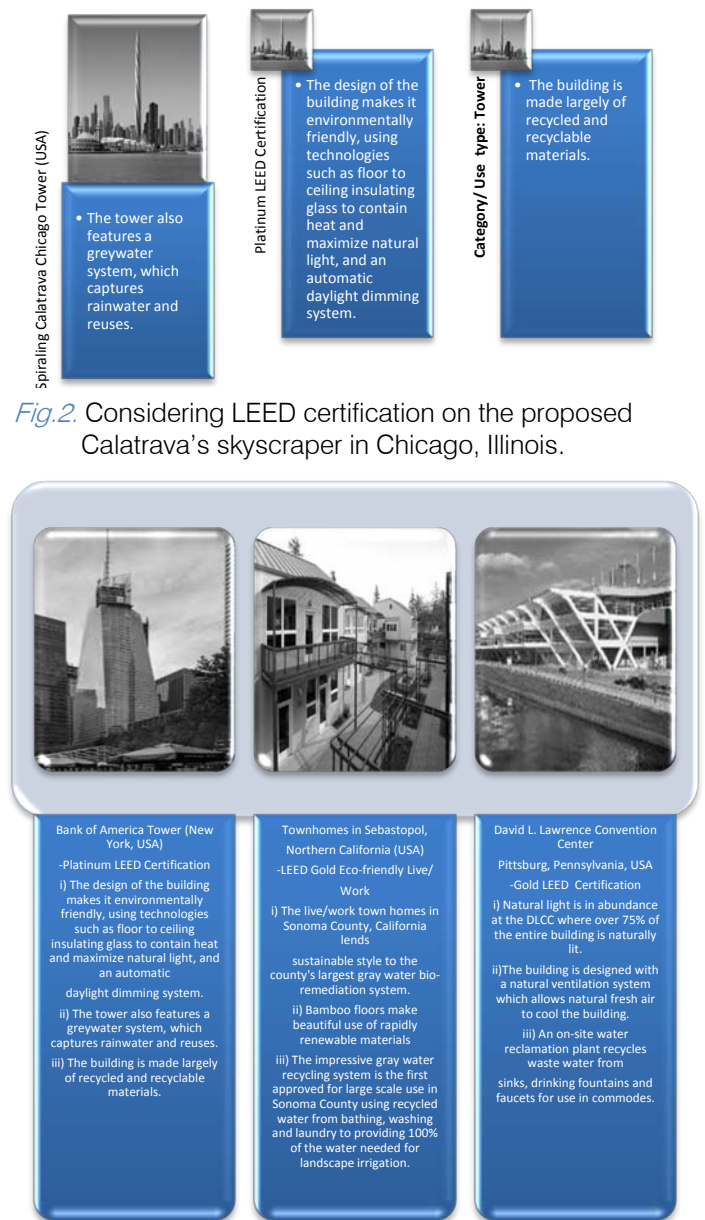 Spiraling Calatrava Chicago Tower (USA)
• The tower also
features a
greywater
system, which
captures
rainwater and
reuses.
Platinum LEED Certification
• The design of the
building makes it
environmentally
friendly, using
technologies
such as floor to
ceiling insulating
glass to contain
heat and
maximize natural
light, and an
automatic
daylight dimming
system.
Category/ Use type: Tower
• The building is
made largely of
recycled and
recyclable
materials.
Fig.2. Considering LEED certification on the proposed
Calatrava’s skyscraper in Chicago, Illinois.
Bank of America Tower (New
York, USA)
-Platinum LEED Certification
i) The design of the building
makes it environmentally
friendly, using technologies
such as floor to ceiling
insulating glass to contain heat
and maximize natural light, and
an automatic
daylight dimming system.
ii) The tower also features a
greywater system, which
captures rainwater and reuses.
iii) The building is made largely
of recycled and recyclable
materials.
Townhomes in Sebastopol,
Northern California (USA)
-LEED Gold Eco-friendly Live/
Work
i) The live/work town homes in
Sonoma County, California
lends
sustainable style to the
county's largest gray water bio-
remediation system.
ii) Bamboo floors make
beautiful use of rapidly
renewable materials
iii) The impressive gray water
recycling system is the first
approved for large scale use in
Sonoma County using recycled
water from bathing, washing
and laundry to providing 100%
of the water needed for
landscape irrigation.
David L. Lawrence Convention
Center
Pittsburg, Pennsylvania, USA
-Gold LEED Certification
i) Natural light is in abundance
at the DLCC where over 75% of
the entire building is naturally
lit.
ii)The building is designed with
a natural ventilation system
which allows natural fresh air
to cool the building.
iii) An on-site water
reclamation plant recycles
waste water from
sinks, drinking fountains and
faucets for use in commodes.